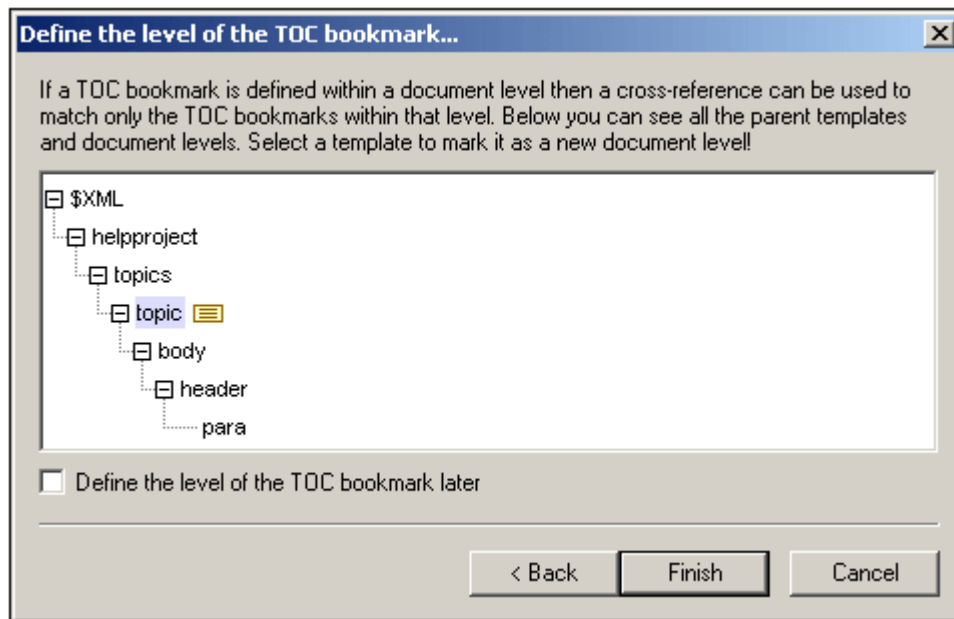 Define the level of the TOC bookmark...
If a TOC bookmark is defined within a document level then a cross-reference can be used to
match only the TOC bookmarks within that level. Below you can see all the parent templates
and document levels. Select a template to mark it as a new document level!
$XML
helpproject
topics
topic
body
header
para
Define the level of the TOC bookmark later
< Back Finish Cancel